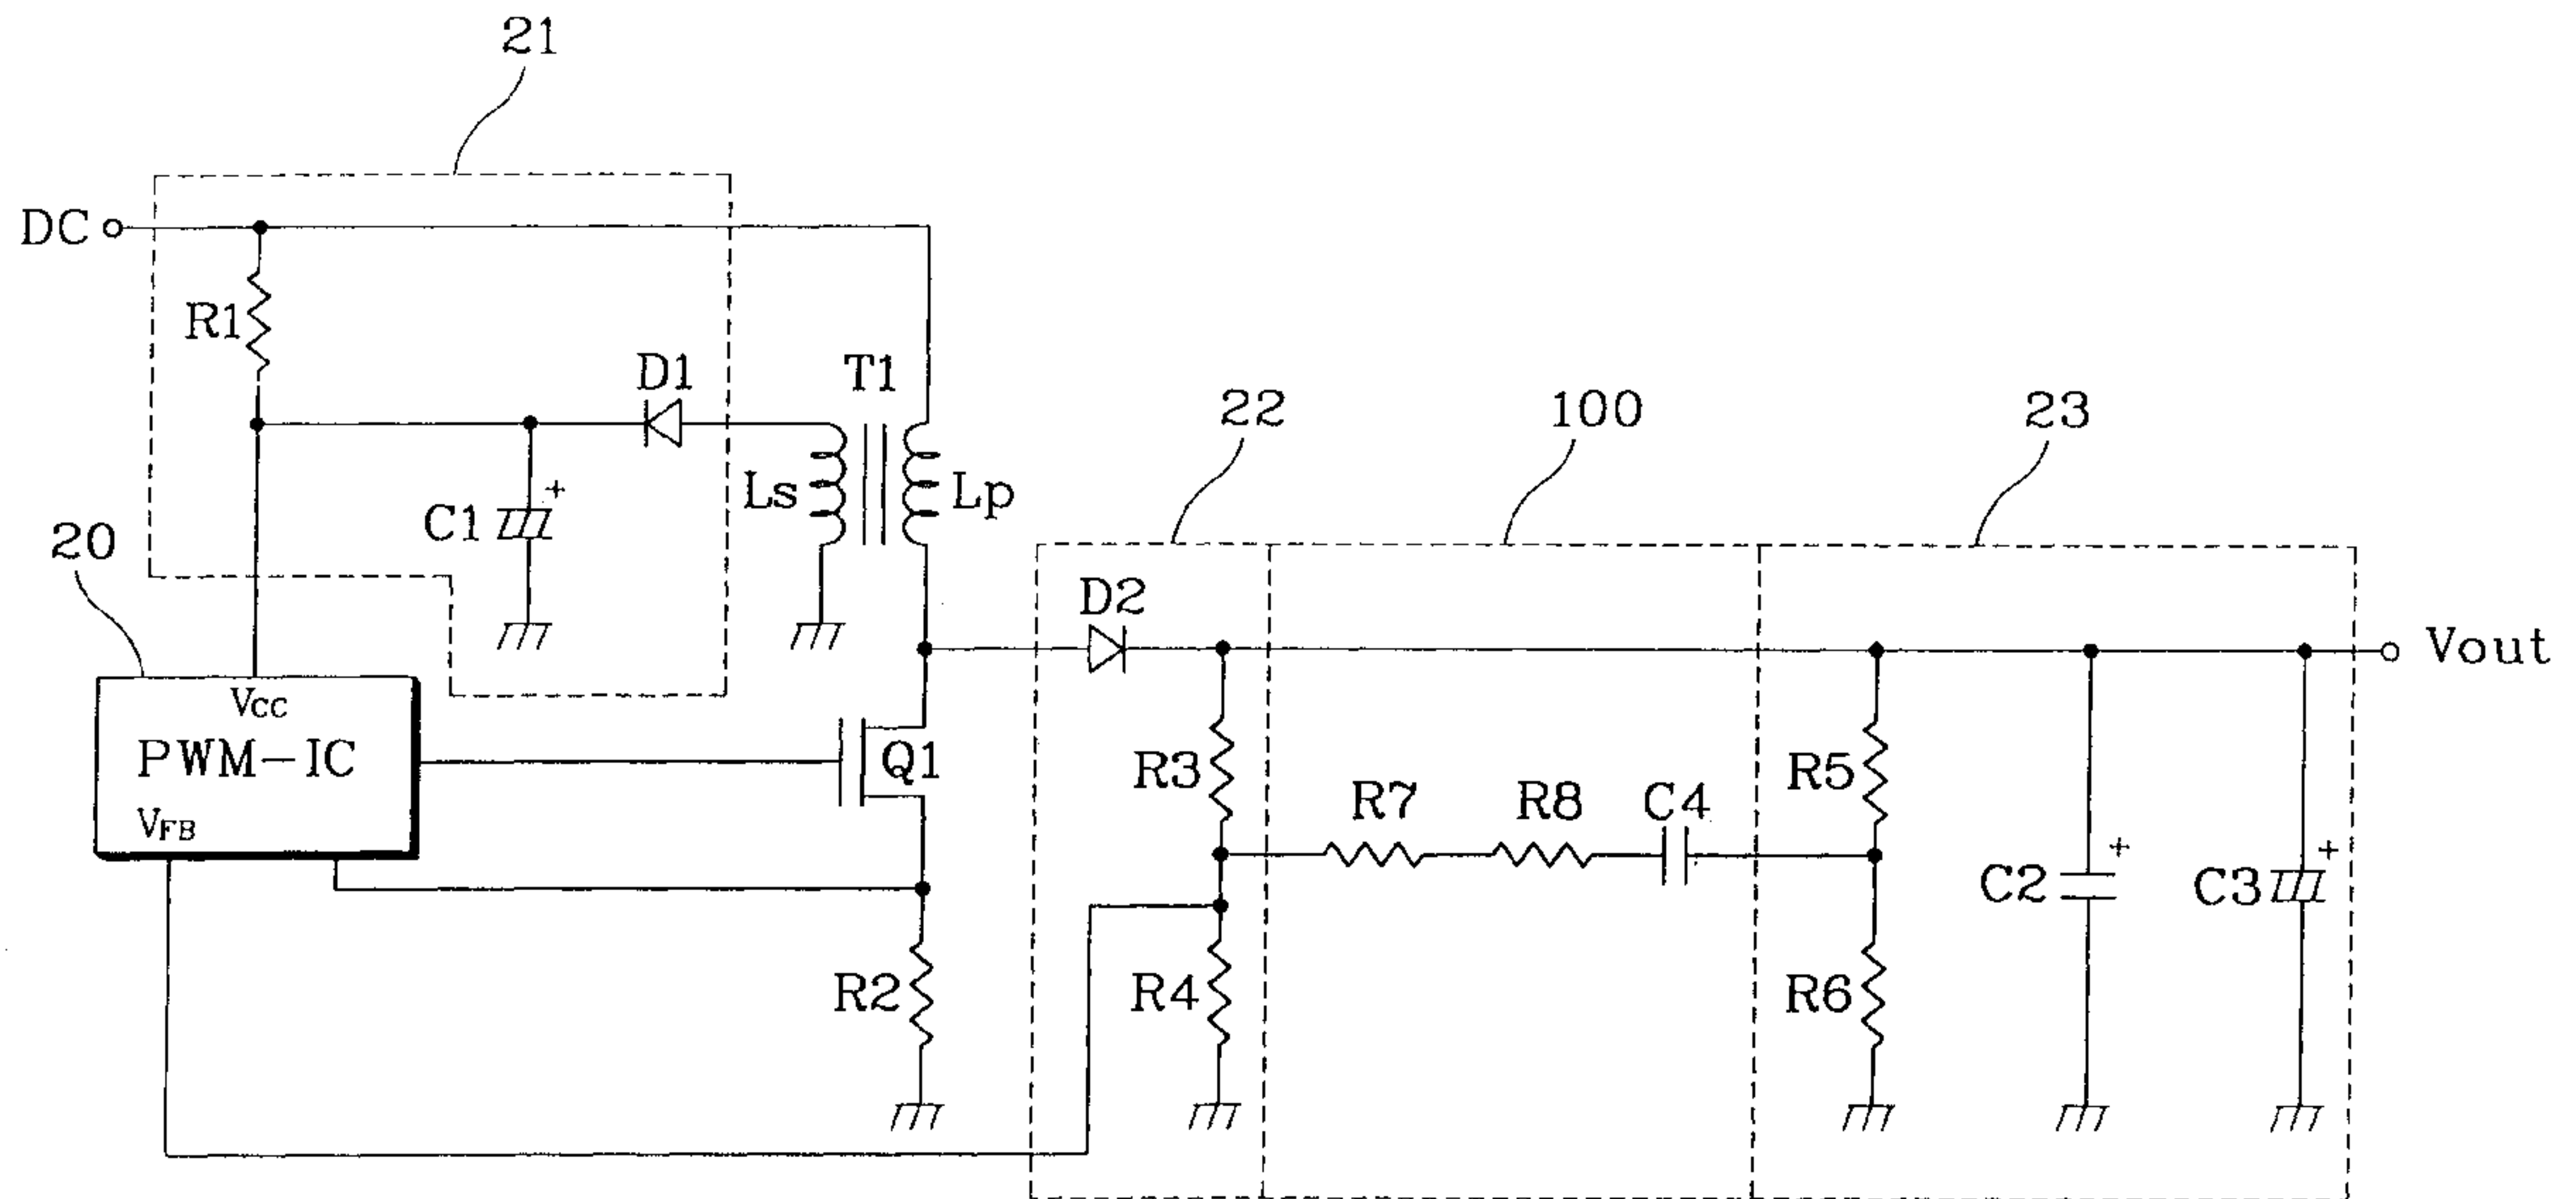 21
DC
R1
D1
T1
22
100
23
Ls
Lp
C1
+
20
D2
Vout
VCC
PWM-IC
Q1
R3
R7
R8
C4
R5
VFB
+
+
C2
C3
R2
R4
R6